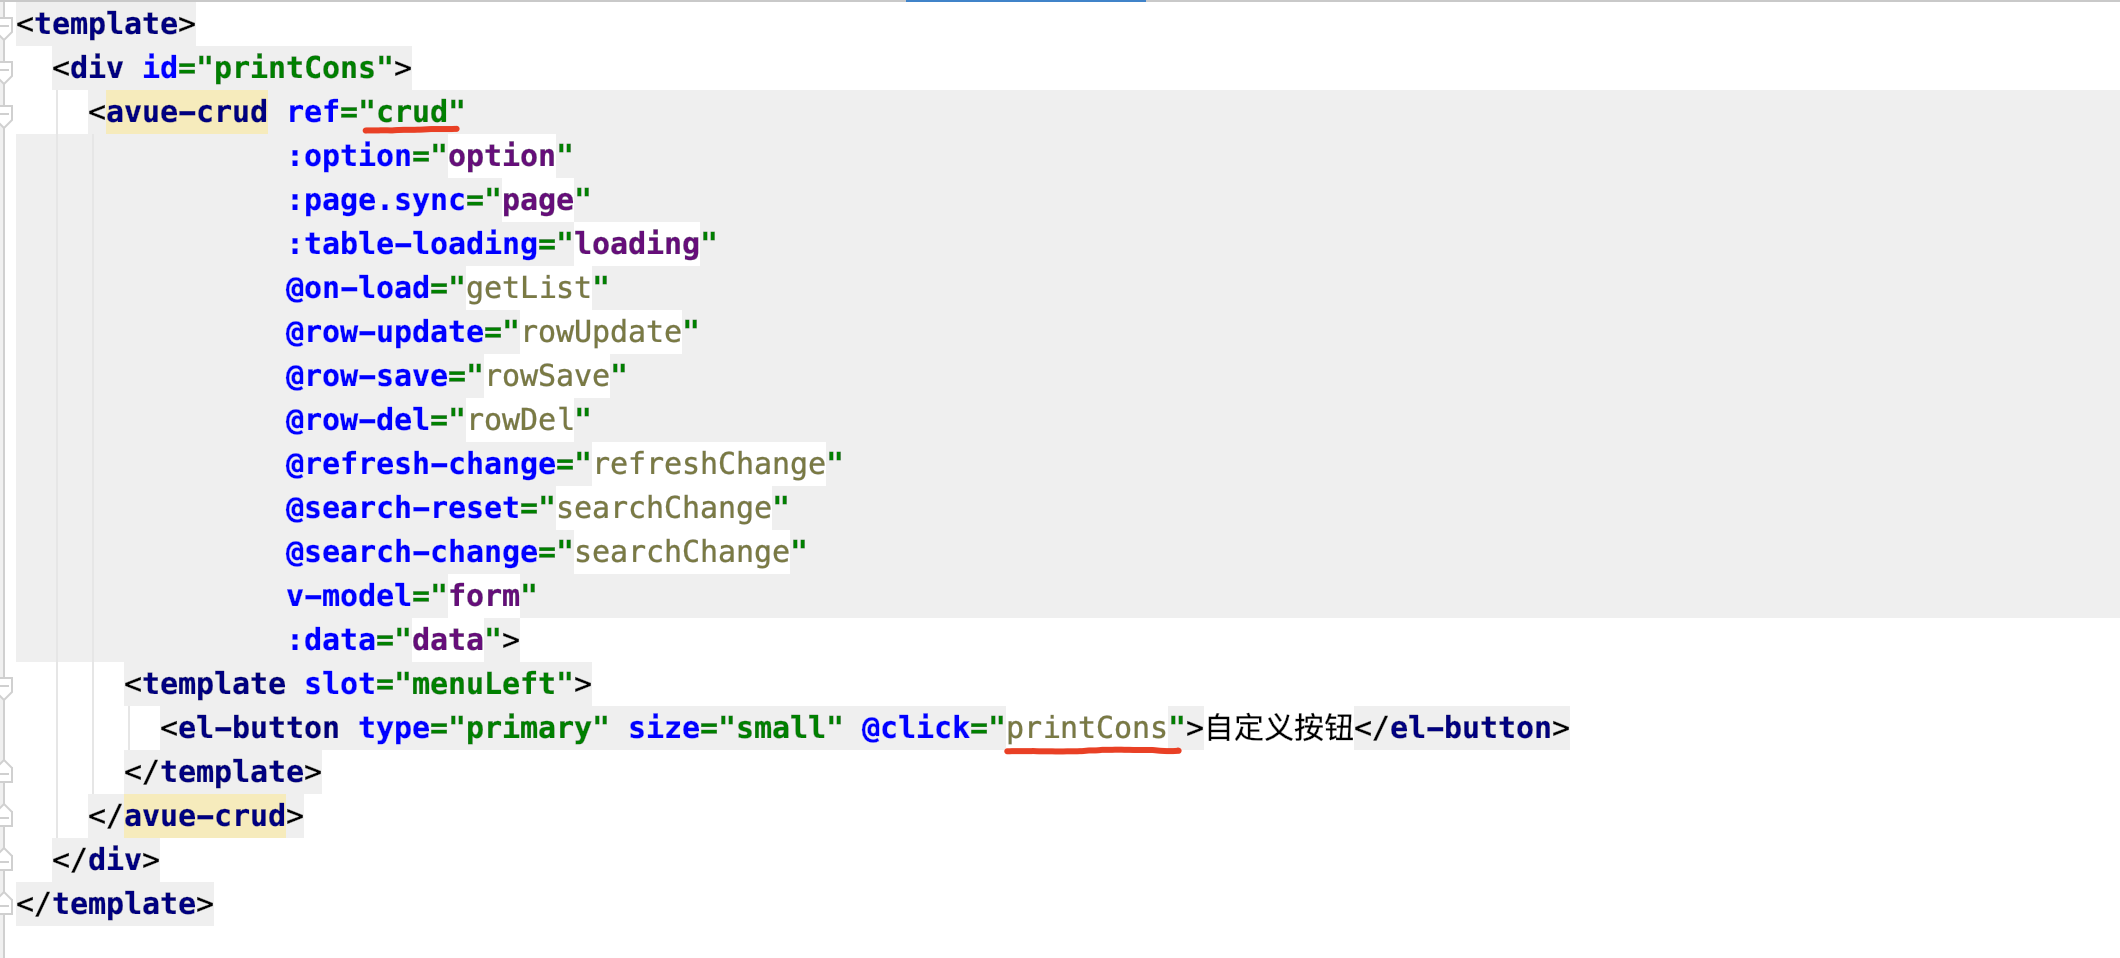 <template>
<div id="printCons">
<avue-crud ref="crud"
:option="option"
:page.sync="page"
:table-loading="loading"
@on-load="getList"
@row-update="rowUpdate"
@row-save="rowSave"
@row-del="rowDel"
@refresh-change="refreshChange"
@search-reset="searchChange"
@search-change="searchChange"
v-model="form"
:data="data">
<template slot="menuLeft">
<el-button type="primary" size="small" @click="printCons">自定义按钮</el-button>
</template>
</avue-crud>
</div>
</template>